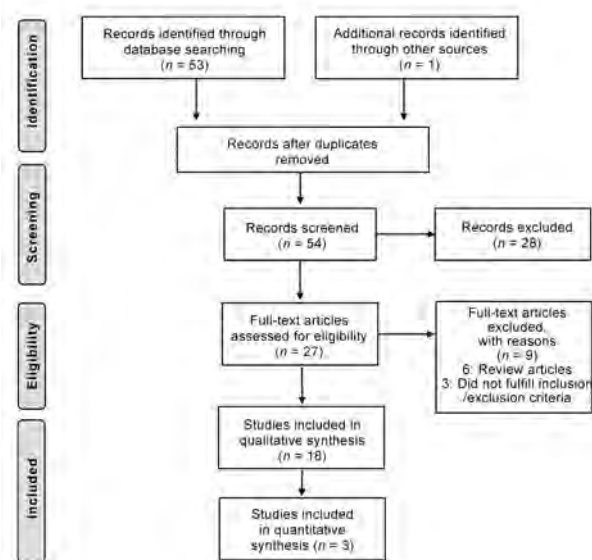 Identification
Records identified through
database searching
(n = 53)
Additional records identified
through other sources
(n = 1)
Records after duplicates
removed
Screening
Records screened
(n = 54)
Records excluded
(n = 28)
Eligibility
Full-text articles
assessed for eligibility
(n = 27)
Full-text articles
excluded,
with reasons
(n = 9)
6: Review articles
3: Did not fulfill inclusion
/exclusion criteria
Included
Studies included in
qualitative synthesis
(n = 18)
Studies included
in quantitative
synthesis (n = 3)